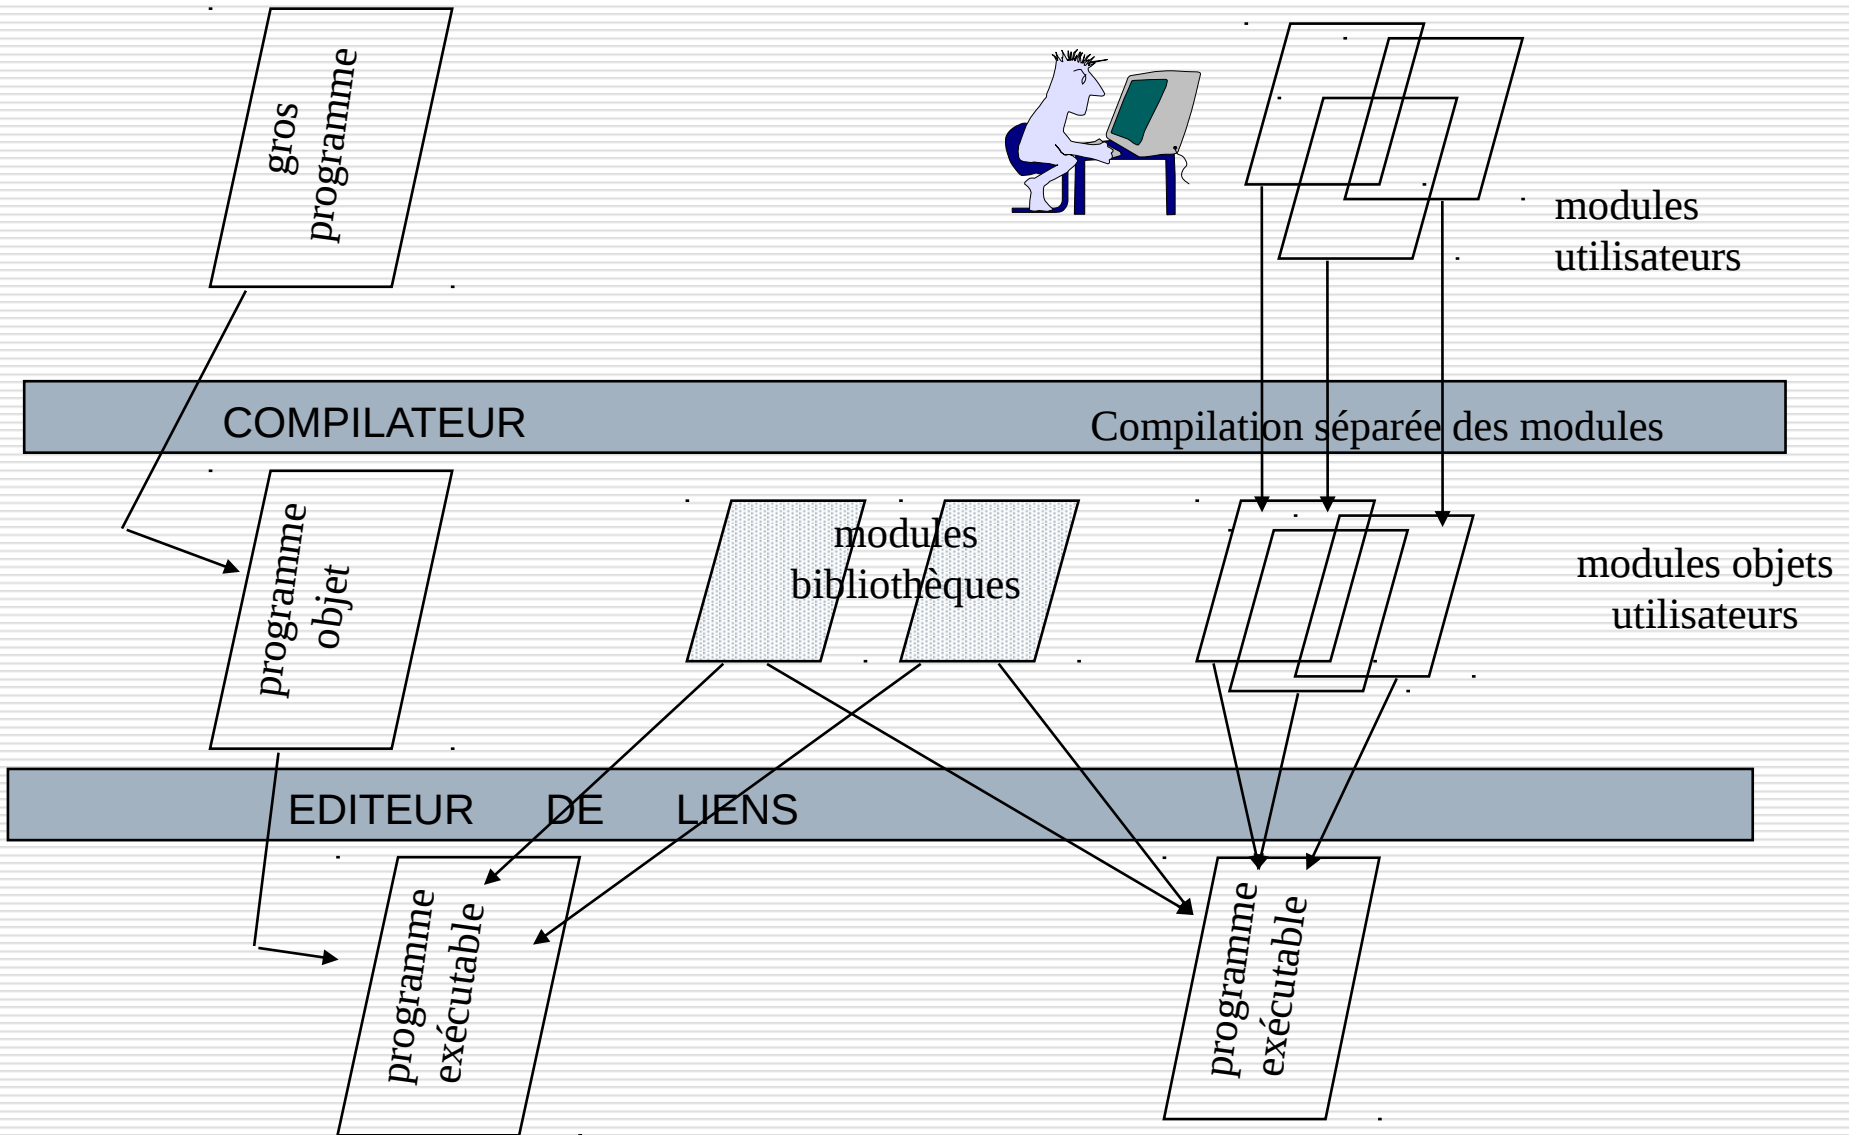 gros
programme
modules
utilisateurs
COMPILATEUR
Compilation séparée des modules
programme
objet
modules
bibliothèques
modules objets
utilisateurs
EDITEUR DE LIENS
programme
exécutable
programme
exécutable